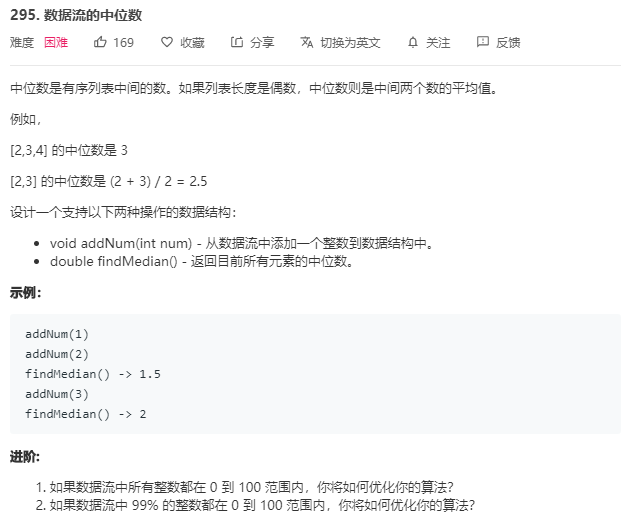 295. 数据流的中位数
难度 困难 169 收藏 分享 切换为英文 关注 反馈
中位数是有序列表中间的数。如果列表长度是偶数，中位数则是中间两个数的平均值。
例如，
[2,3,4] 的中位数是 3
[2,3] 的中位数是 (2 + 3) / 2 = 2.5
设计一个支持以下两种操作的数据结构：
• void addNum(int num) - 从数据流中添加一个整数到数据结构中。
• double findMedian() - 返回目前所有元素的中位数。
示例：
addNum(1)
addNum(2)
findMedian() -> 1.5
addNum(3)
findMedian() -> 2
进阶:
1. 如果数据流中所有整数都在 0 到 100 范围内，你将如何优化你的算法？
2. 如果数据流中 99% 的整数都在 0 到 100 范围内，你将如何优化你的算法？